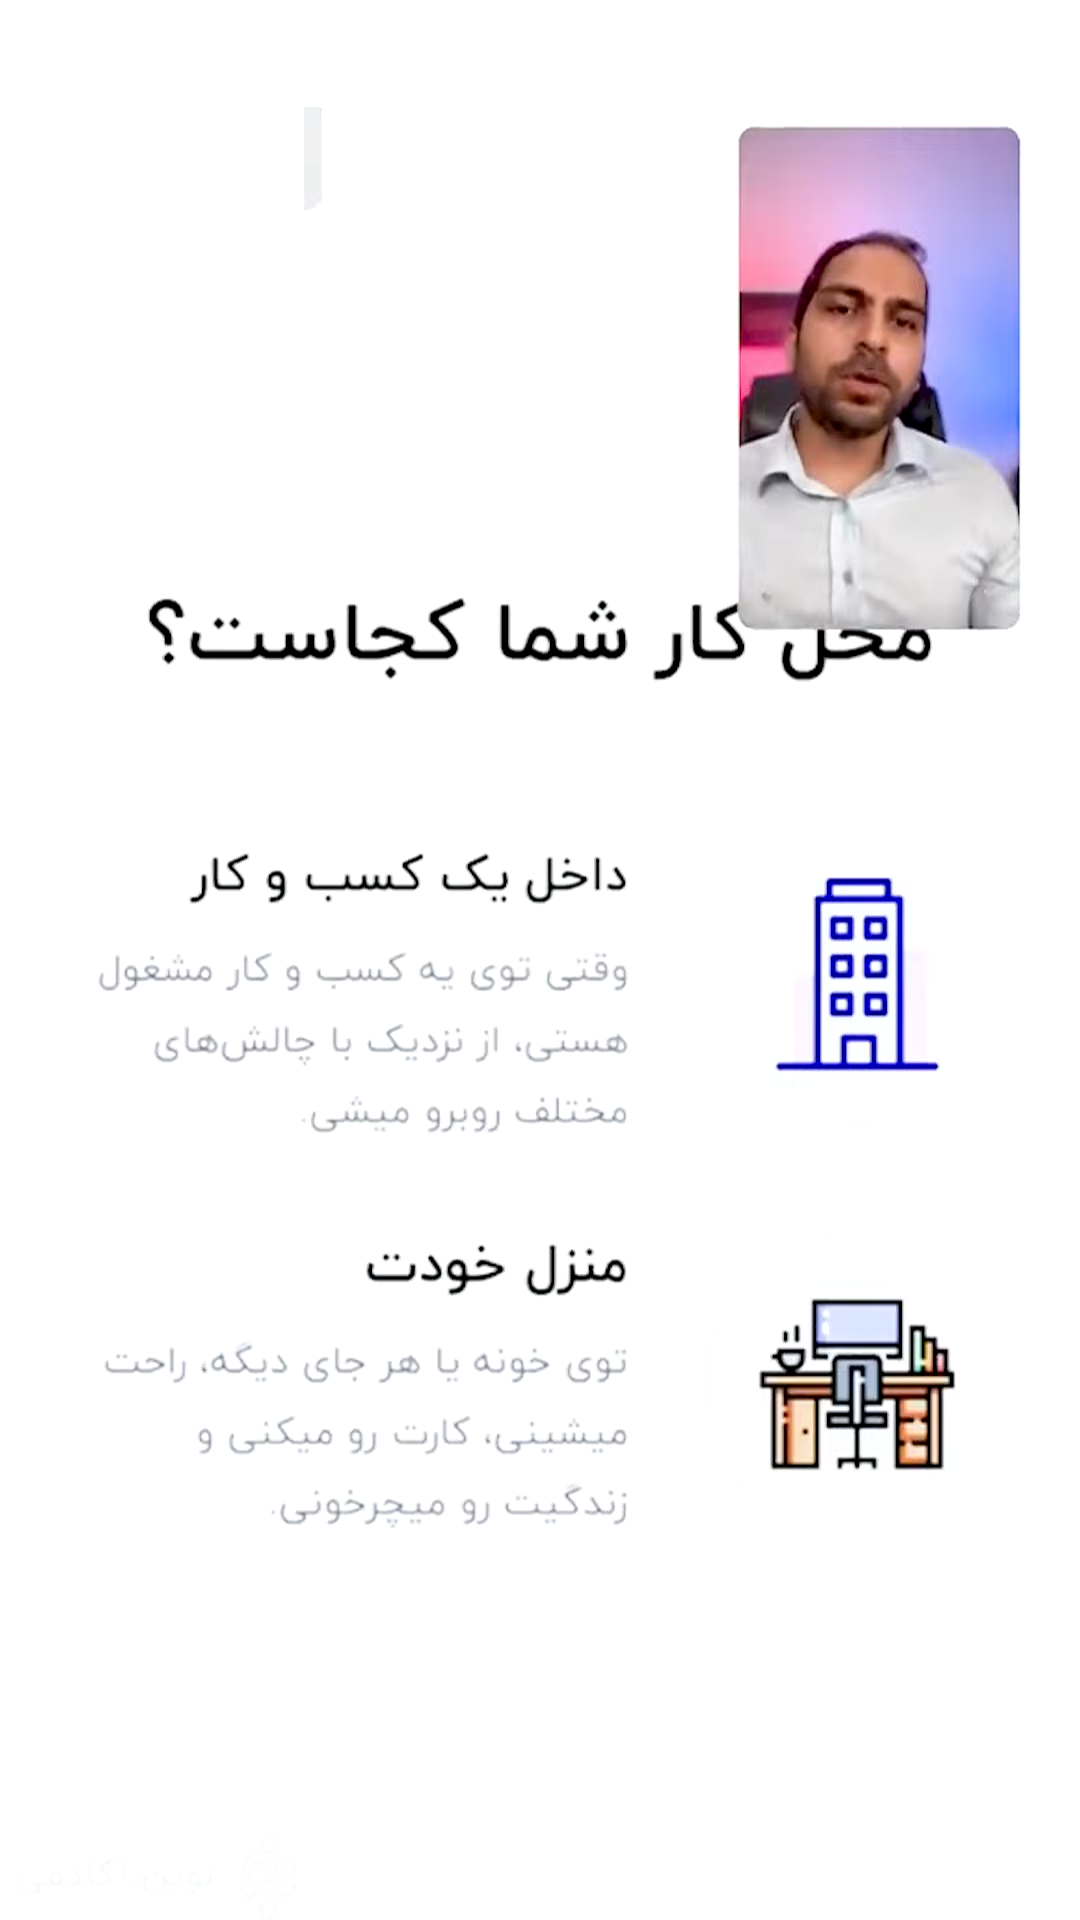 محل کار شما کجاست؟
داخل یک کسب و کار
وقتی توی یه کسب و کار مشغول
هستی، از نزدیک با چالش‌های
مختلف روبرو میشی.
منزل خودت
توی خونه یا هر جای دیگه، راحت
میشینی، کارت رو میکنی و
زندگیت رو میچرخونی.